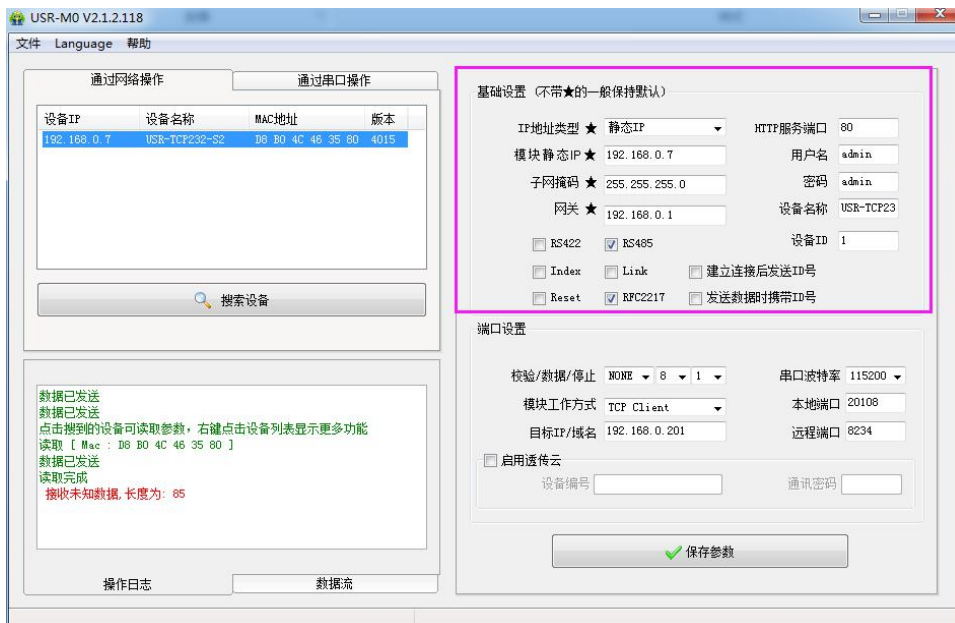 USR-M0 V2.1.2.118
文件 Language 帮助
通过网络操作 通过串口操作
设备IP 设备名称 MAC地址 版本
192.168.0.7 USR-TCP232-S2 D8 B0 4C 46 35 80 4015
搜索设备
数据已发送
数据已发送
点击搜到的设备可读取参数，右键点击设备列表显示更多功能
读取 [ Mac : D8 B0 4C 46 35 80 ]
数据已发送
读取完成
接收未知数据,长度为: 85
操作日志 数据流
基础设置 (不带★的一般保持默认)
IP地址类型 ★ 静态IP HTTP服务端口 80
模块静态IP ★ 192.168.0.7 用户名 admin
子网掩码 ★ 255.255.255.0 密码 admin
网关 ★ 192.168.0.1 设备名称 USR-TCP23
RS422 RS485 设备ID 1
Index Link 建立连接后发送ID号
Reset RFC2217 发送数据时携带ID号
端口设置
校验/数据/停止 NONE 8 1 串口波特率 115200
模块工作方式 TCP Client 本地端口 20108
目标IP/域名 192.168.0.201 远程端口 8234
启用透传云
设备编号 通讯密码
保存参数